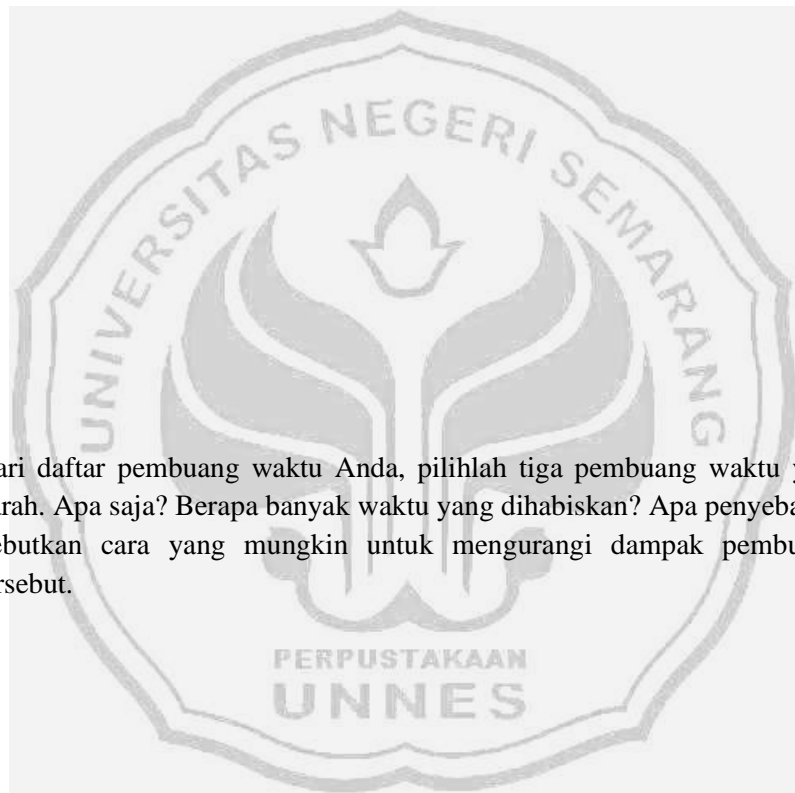 UNIVERSITAS NEGERI SEMARANG
ari daftar pembuang waktu Anda, pilihlah tiga pembuang waktu y
arah. Apa saja? Berapa banyak waktu yang dihabiskan? Apa penyeba
ebutkan cara yang mungkin untuk mengurangi dampak pembu
rsebut.
PERPUSTAKAAN
UNNES